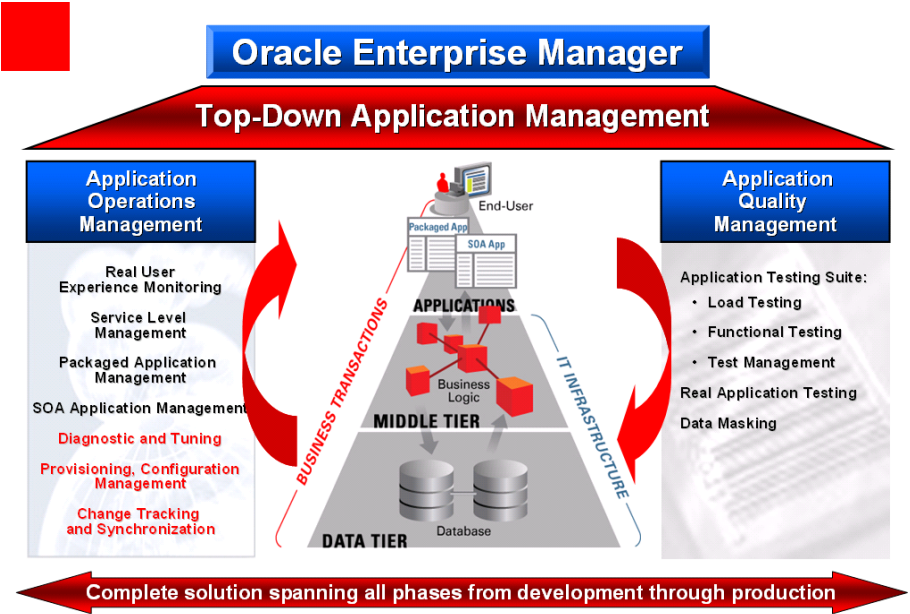 Oracle Enterprise Manager
Top-Down Application Management
Application
Operations
Management
Real User
Experience Monitoring
Service Level
Management
Packaged Application
Management
SOA Application Management
Diagnostic and Tuning
Provisioning, Configuration
Management
Change Tracking
and Synchronization
End-User
Packaged App
SOA App
APPLICATIONS
Business
Logic
MIDDLE TIER
Database
DATA TIER
BUSINESS TRANSACTIONS
IT INFRASTRUCTURE
Application
Quality
Management
Application Testing Suite:
• Load Testing
• Functional Testing
• Test Management
Real Application Testing
Data Masking
Complete solution spanning all phases from development through production